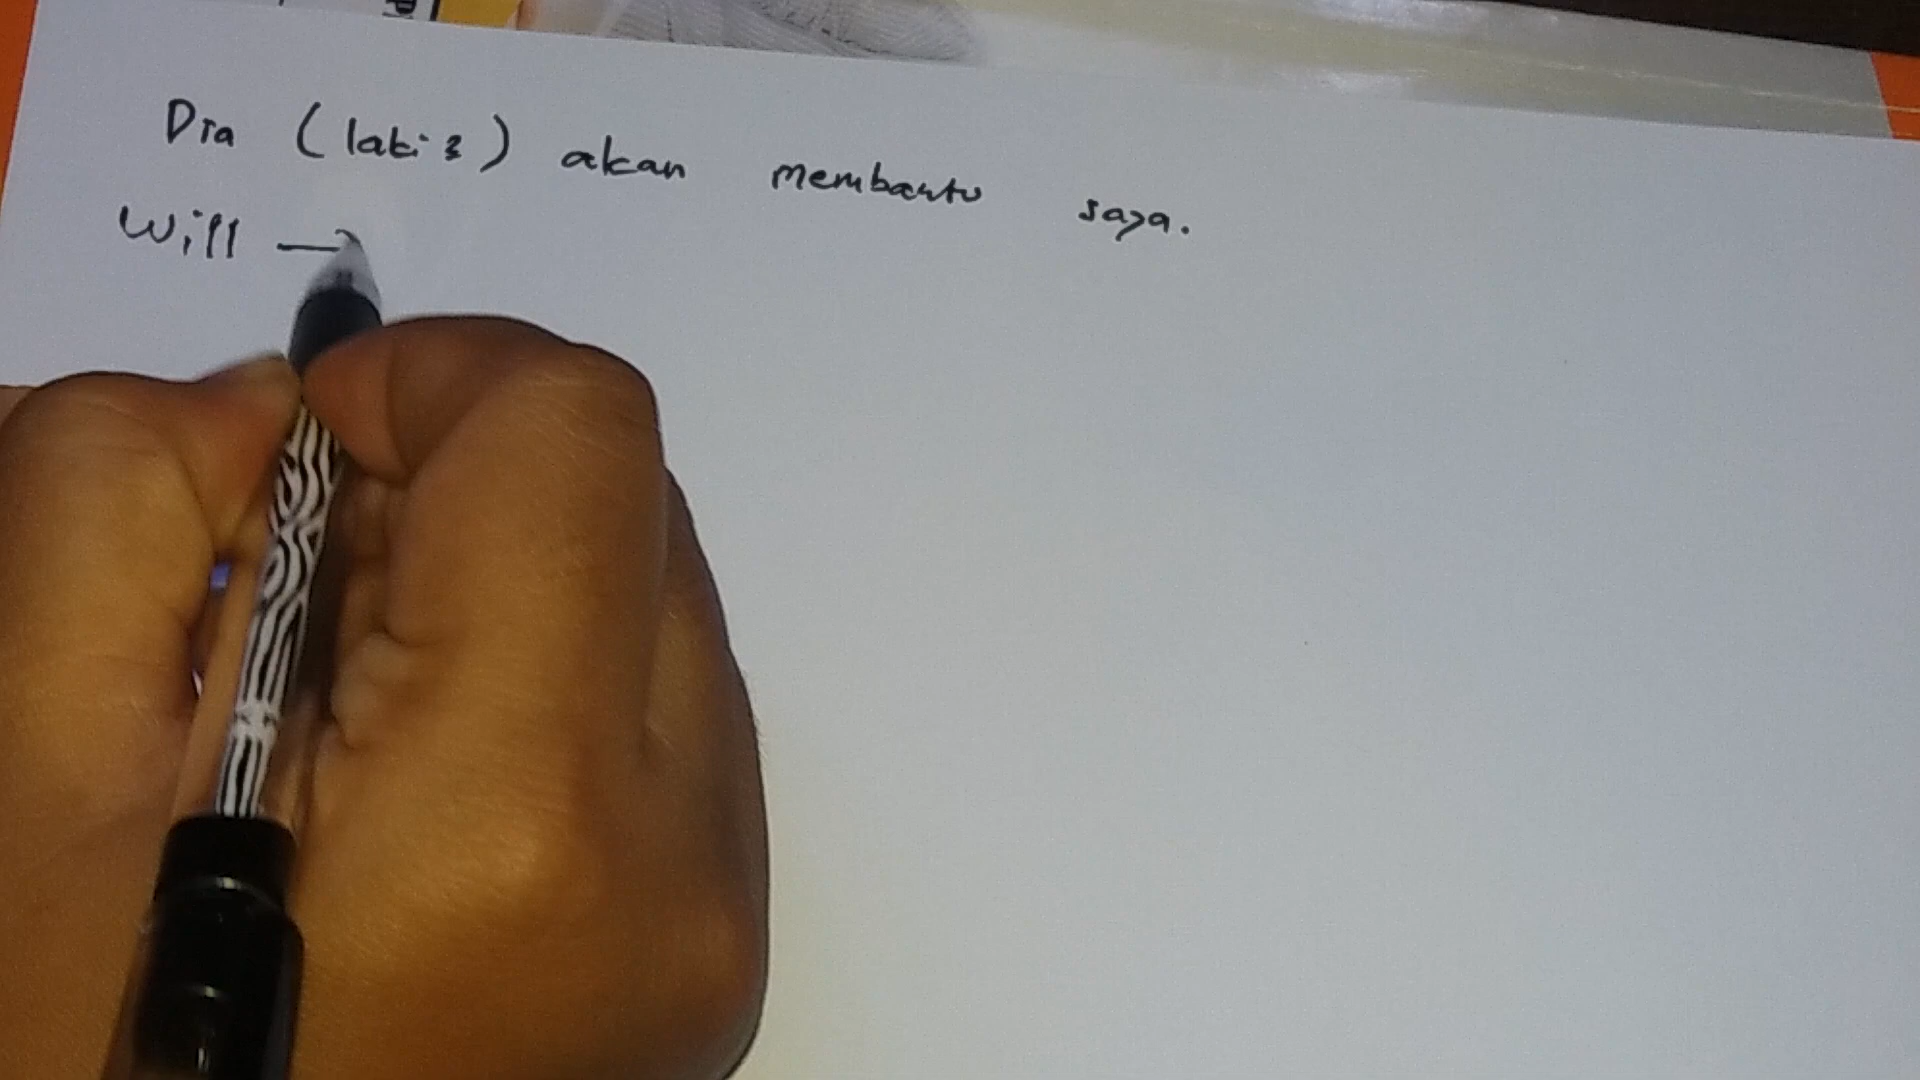 Dia (laki2) akan membantu saya.
Will →